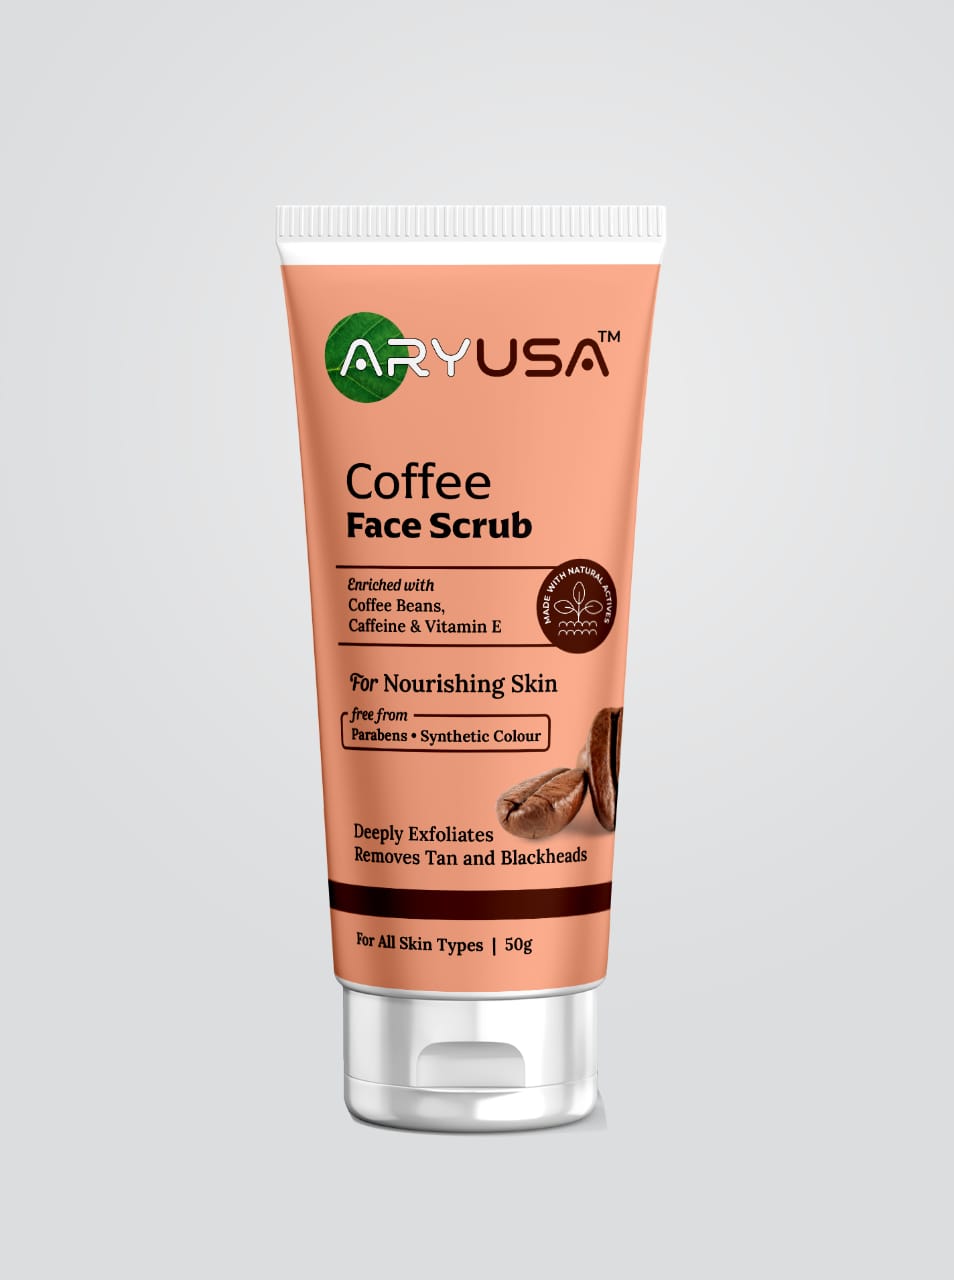 ARYUSA™
Coffee
Face Scrub
Enriched with
Coffee Beans,
Caffeine & Vitamin E
MADE WITH NATURAL ACTIVES
For Nourishing Skin
free from
Parabens • Synthetic Colour
Deeply Exfoliates
Removes Tan and Blackheads
For All Skin Types | 50g